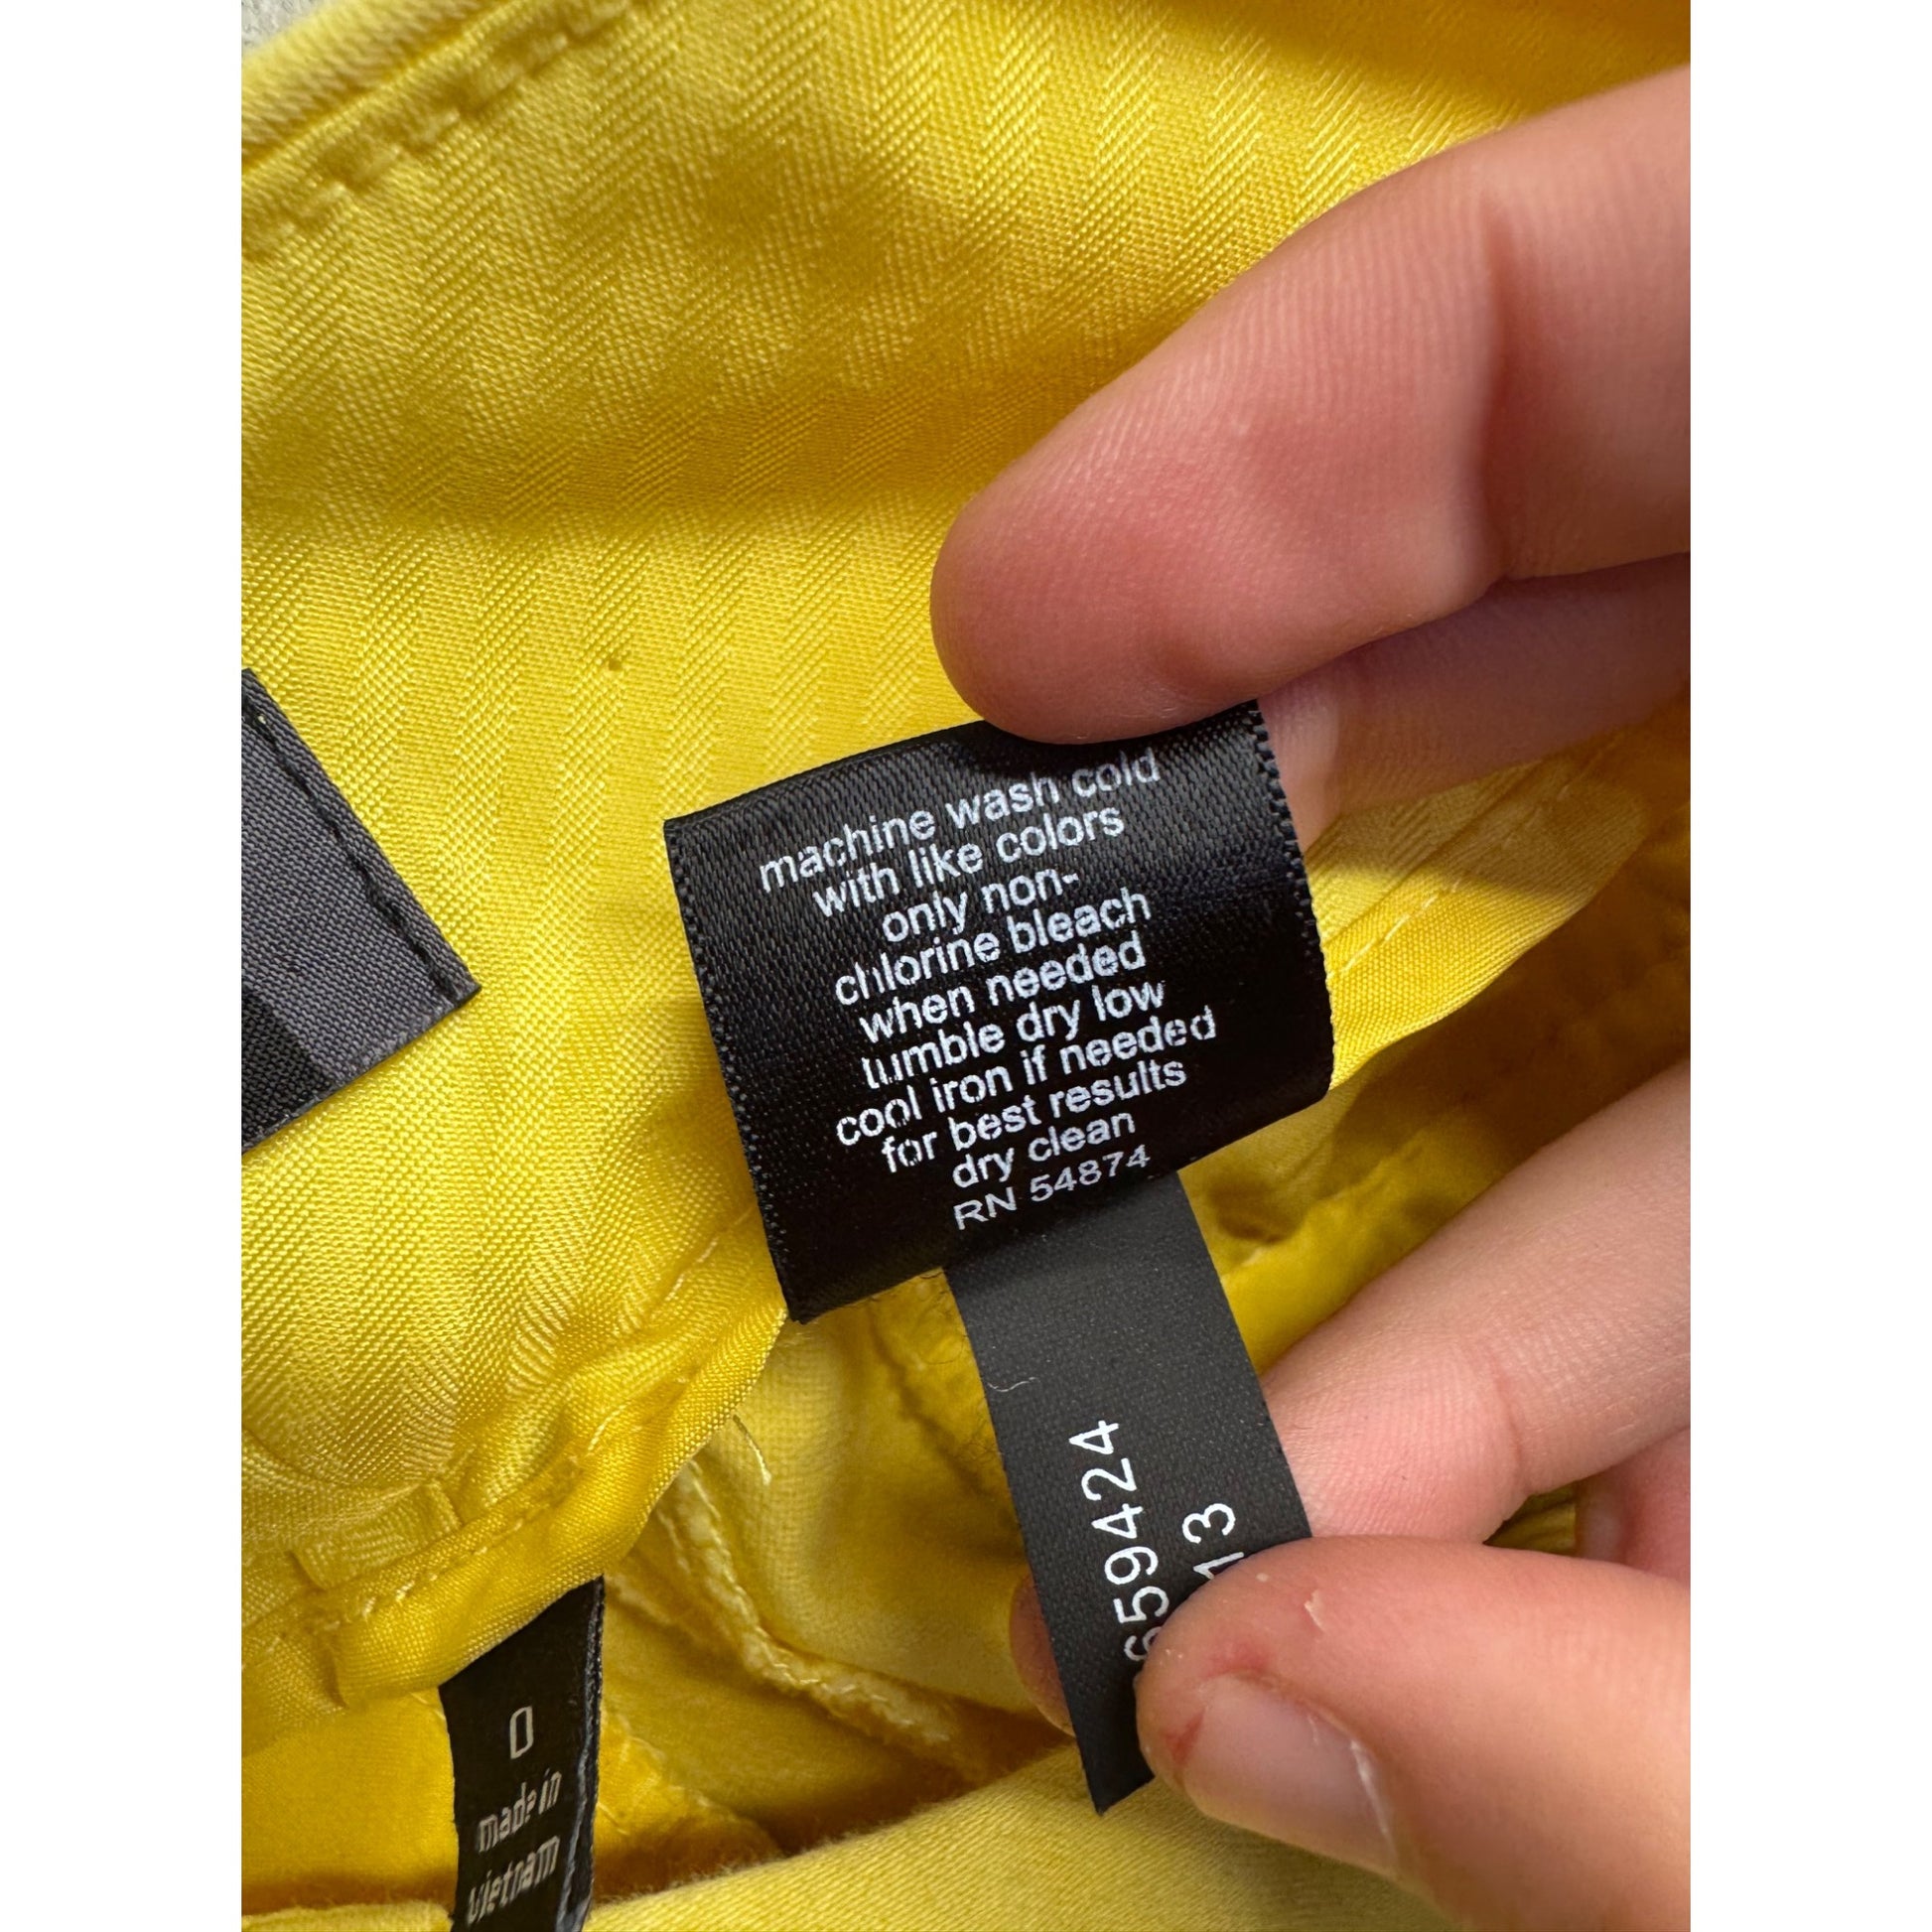 machine wash cold
with like colors
only non-
chlorine bleach
when needed
tumble dry low
cool iron if needed
for best results
dry clean
RN 54874
659424
13
0
made in
vietnam